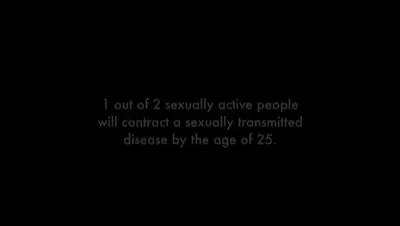 1 out of 2 sexually active people
will contract a sexually transmitted
disease by the age of 25.